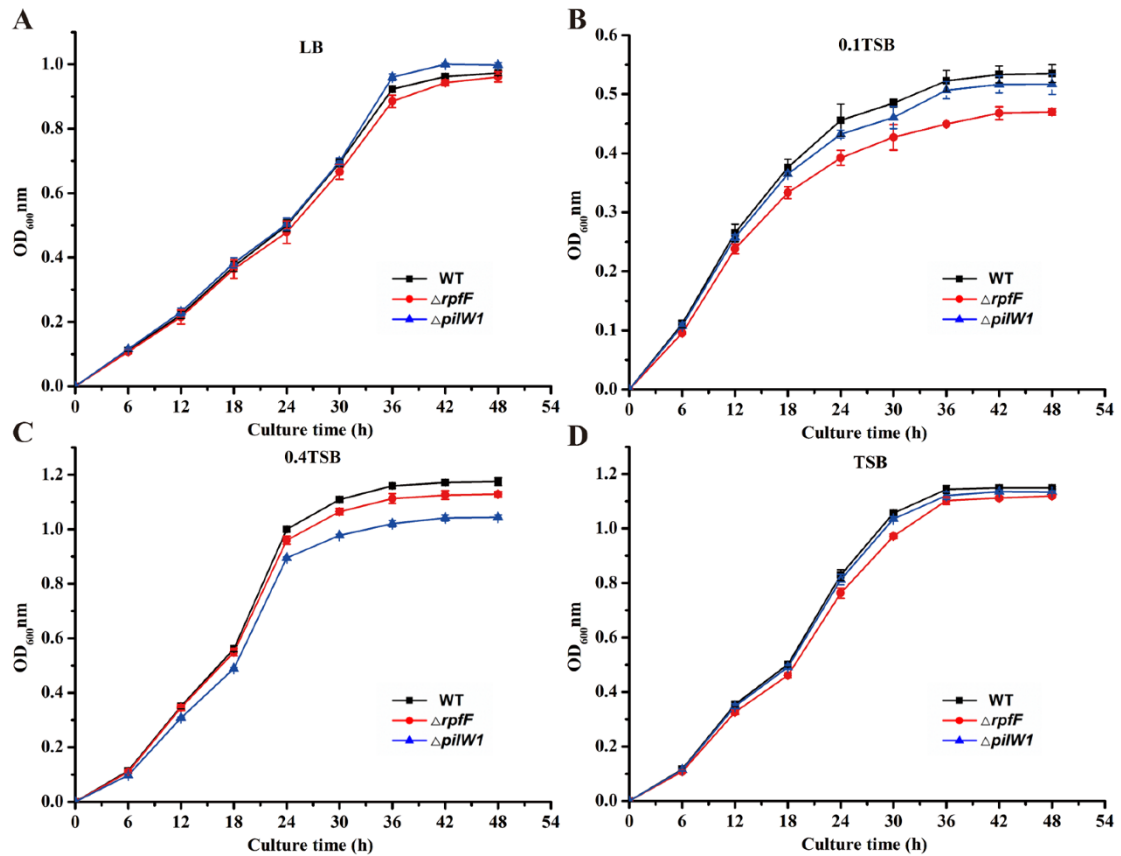 A
LB
1.0
0.8
0.6
0.4
0.2
0.0
OD600nm
WT
△rpfF
△pilW1
0 6 12 18 24 30 36 42 48 54
Culture time (h)
B
0.1TSB
0.6
0.5
0.4
0.3
0.2
0.1
0.0
OD600nm
WT
△rpfF
△pilW1
0 6 12 18 24 30 36 42 48 54
Culture time (h)
C
0.4TSB
1.2
1.0
0.8
0.6
0.4
0.2
0.0
OD600nm
WT
△rpfF
△pilW1
0 6 12 18 24 30 36 42 48 54
Culture time (h)
D
TSB
1.2
1.0
0.8
0.6
0.4
0.2
0.0
OD600nm
WT
△rpfF
△pilW1
0 6 12 18 24 30 36 42 48 54
Culture time (h)